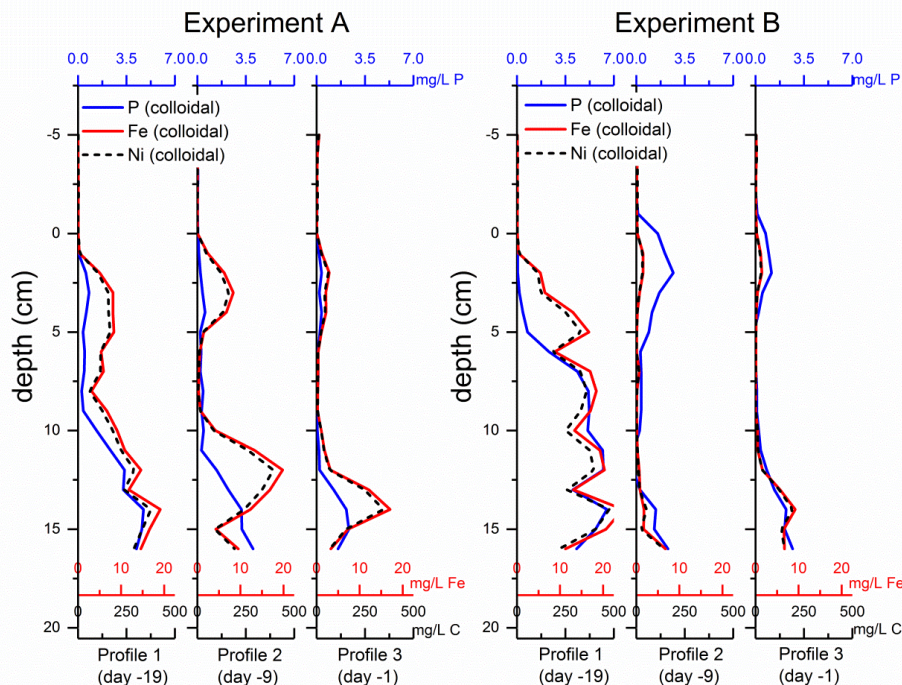 Experiment A
Experiment B
0.0 3.5 7.0 0.0 3.5 7.0 0.0 3.5 7.0
mg/L P
0.0 3.5 7.0 0.0 3.5 7.0 0.0 3.5 7.0
mg/L P
P (colloidal)
Fe (colloidal)
Ni (colloidal)
P (colloidal)
Fe (colloidal)
Ni (colloidal)
-5
0
5
10
15
20
depth (cm)
-5
0
5
10
15
20
depth (cm)
0 10 0 10 20 0 10 20
mg/L Fe
0 10 20 0 10 20 0 10 20
mg/L Fe
0 250 500 0 250 500 0 250 500
mg/L C
0 250 500 0 250 500 0 250 500
mg/L C
Profile 1
(day -19)
Profile 2
(day -9)
Profile 3
(day -1)
Profile 1
(day -19)
Profile 2
(day -9)
Profile 3
(day -1)